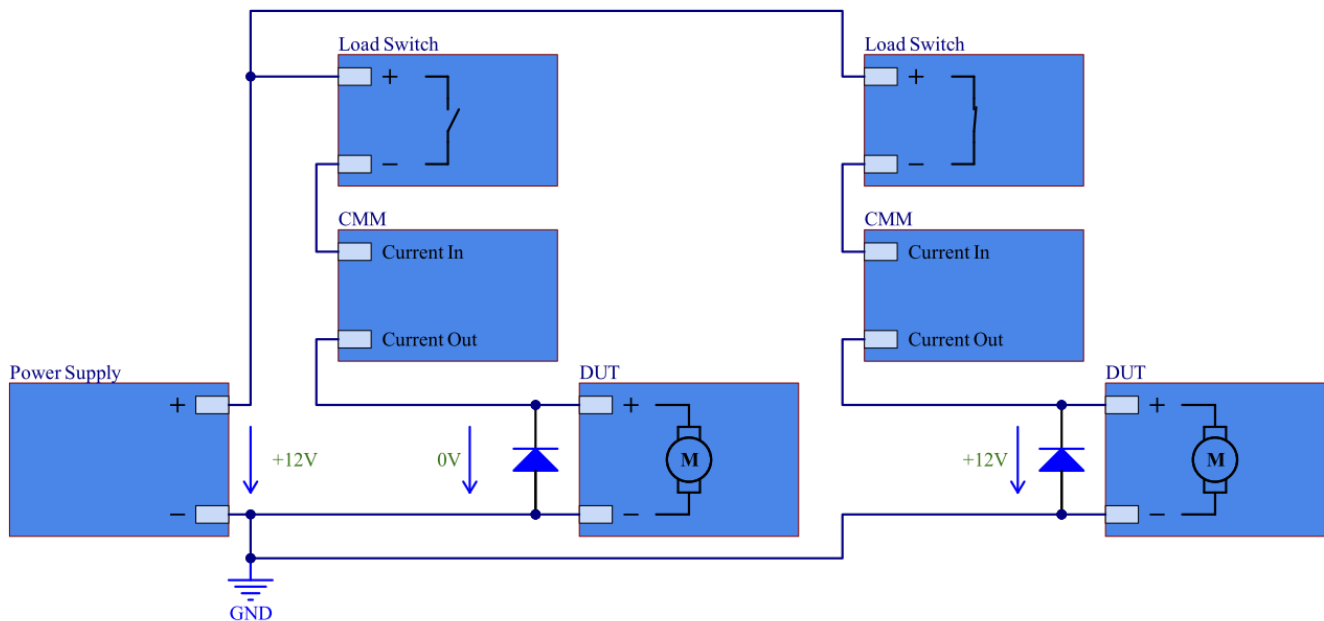 Load Switch
+
−
CMM
Current In
Current Out
Power Supply
+
−
+12V
0V
DUT
+
−
M
GND
Load Switch
+
−
CMM
Current In
Current Out
+12V
DUT
+
−
M